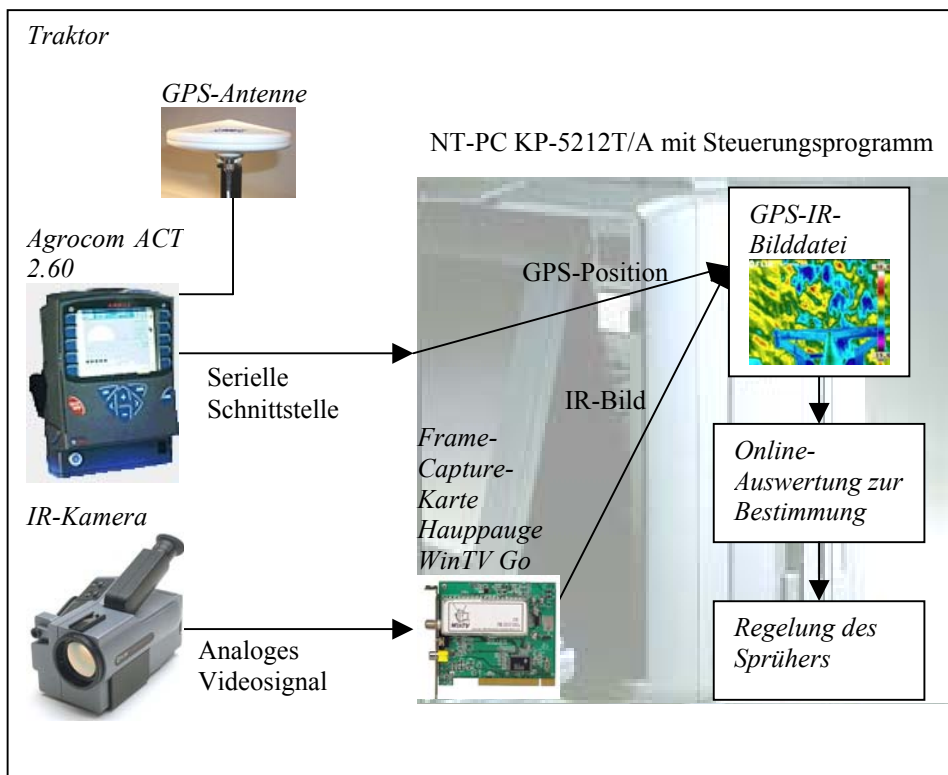 Traktor
GPS-Antenne
NT-PC KP-5212T/A mit Steuerungsprogramm
Agrocom ACT
2.60
GPS-IR-
Bilddatei
GPS-Position
Serielle
Schnittstelle
IR-Bild
Frame-
Capture-
Karte
Hauppauge
WinTV Go
Online-
Auswertung zur
Bestimmung
IR-Kamera
Analoges
Videosignal
WinTV
Regelung des
Sprühers